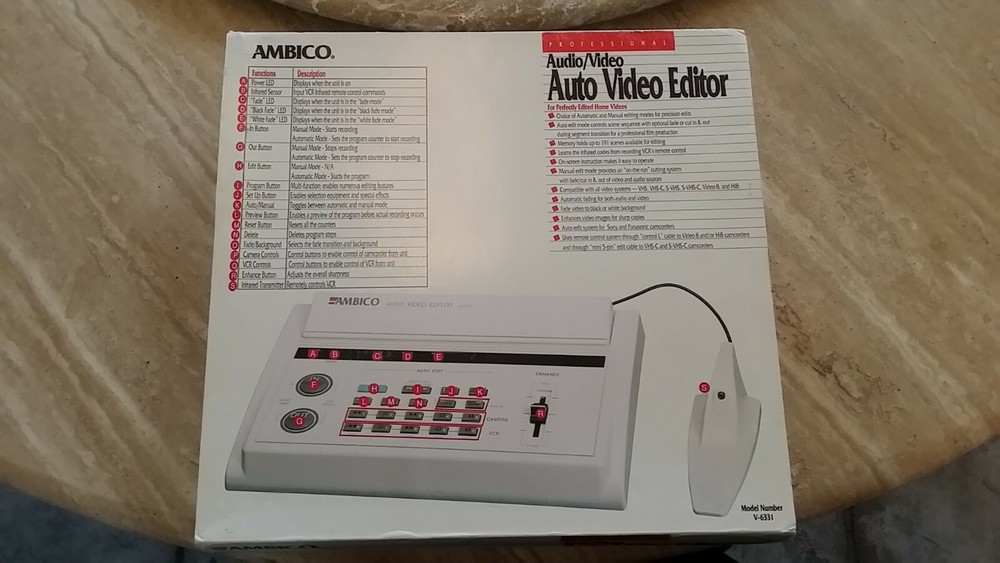 AMBICO®
Functions Description
A Power LED Displays when the unit is on
B Infrared Sensor Input VCR infrared remote control commands
C "Fade" LED Displays when the unit is in the "fade mode"
D "Black Fade" LED Displays when the unit is in the "black fade mode"
E "White Fade" LED Displays when the unit is in the "white fade mode"
F In Button Manual Mode - Starts recording
Automatic Mode - Sets the program counter to start recording
G Out Button Manual Mode - Stops recording
Automatic Mode - Sets the program counter to stop recording
H Edit Button Manual Mode - N/A
Automatic Mode - Starts the program
I Program Button Multi-function enables numerous editing features
J Set Up Button Enables selection equipment and special effects
K Auto/Manual Toggles between automatic and manual mode
L Preview Button Enables a preview of the program before actual recording occurs
M Reset Button Resets all the counters
N Delete Deletes program steps
O Fade/Background Selects the fade transition and background
P Camera Controls Control buttons to enable control of camcorder from unit
Q VCR Controls Control buttons to enable control of VCR from unit
R Enhance Button Adjusts the overall sharpness
S Infrared Transmitter Remotely controls VCR
PROFESSIONAL
Audio/Video
Auto Video Editor
For Perfectly Edited Home Videos
Choice of Automatic and Manual editing modes for precision edits
Auto edit mode controls scene sequence with optional fade or cut in & out
during segment transition for a professional film production
Memory holds up to 191 scenes available for editing
Learns the infrared codes from recording VCR's remote control
On-screen instruction makes it easy to operate
Manual edit mode provides an "on-the-run" cutting system
with fade/cut in & out of video and audio sources
Compatible with all video systems — VHS, VHS-C, S-VHS, S-VHS-C, Video 8, and Hi8
Automatic fading for both audio and video
Fade video to black or white background
Enhances video images for sharp copies
Auto edit system for Sony and Panasonic camcorders
Uses remote control system through "control L" cable to Video 8 and/or Hi8 camcorders
and through "mini 5-pin" edit cable to VHS-C and S-VHS-C camcorders
AMBICO AUTO VIDEO EDITOR
A B C D E
AUTO EDIT
ENHANCE
IN
F H I J K
L M N
OUT
G
CAMERA
VCR
R
S
Model Number
V-6331
AMBICO